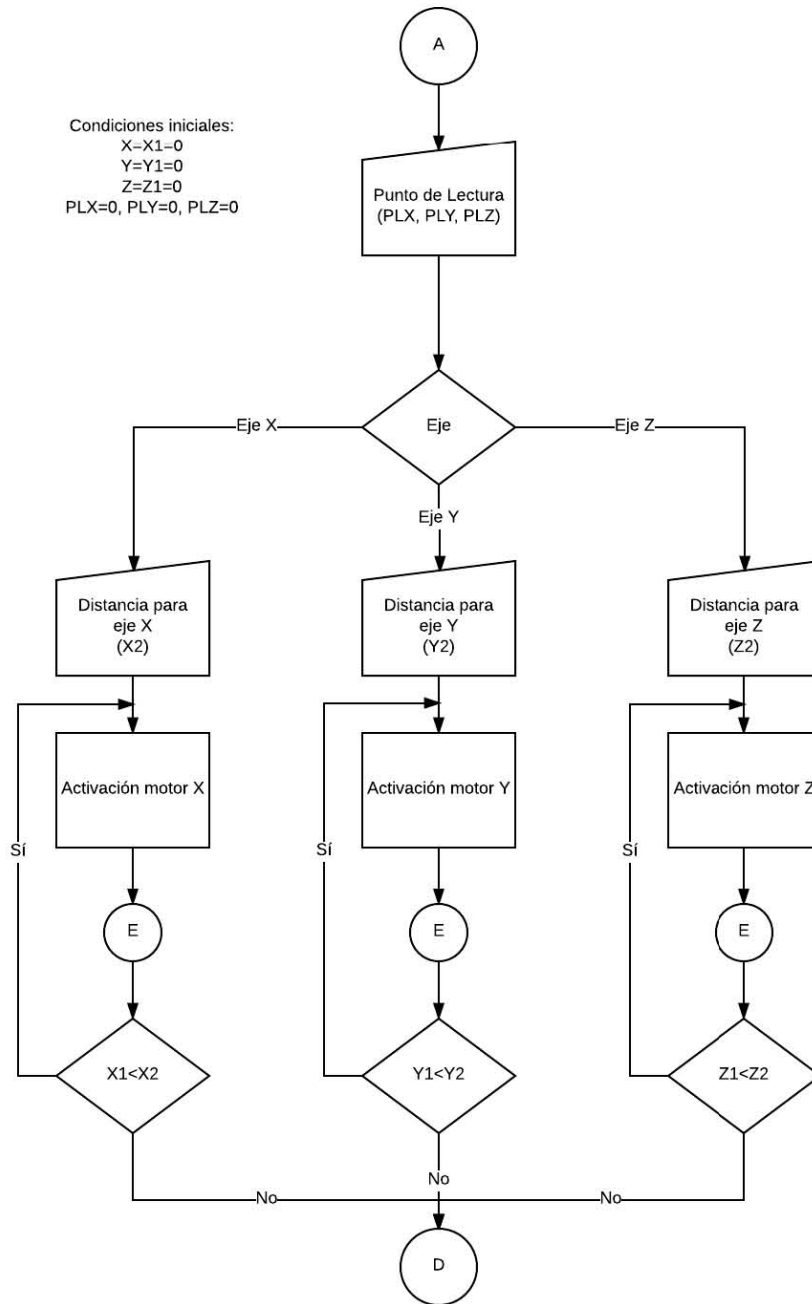 A
Condiciones iniciales:
X=X1=0
Y=Y1=0
Z=Z1=0
PLX=0, PLY=0, PLZ=0
Punto de Lectura
(PLX, PLY, PLZ)
Eje X
Eje
Eje Z
Eje Y
Distancia para
eje X
(X2)
Distancia para
eje Y
(Y2)
Distancia para
eje Z
(Z2)
Activación motor X
Activación motor Y
Activación motor Z
Sí
Sí
Sí
E
E
E
X1<X2
Y1<Y2
Z1<Z2
No
No
No
D